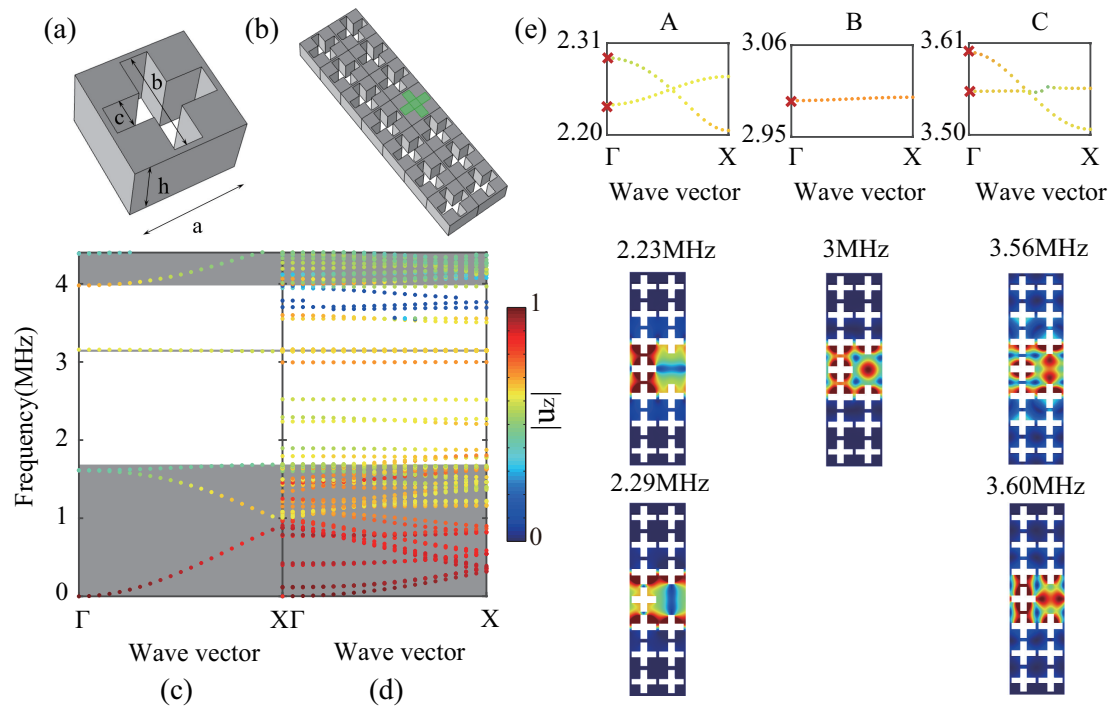 (a)
b
c
h
a
(b)
(e)
A
2.31
2.20
Γ
X
Wave vector
B
3.06
2.95
Γ
X
Wave vector
C
3.61
3.50
Γ
X
Wave vector
Frequency(MHz)
4
3
2
1
0
Γ
X
Wave vector
(c)
Γ
X
Wave vector
(d)
1
|uz|
0
2.23MHz
3MHz
3.56MHz
2.29MHz
3.60MHz